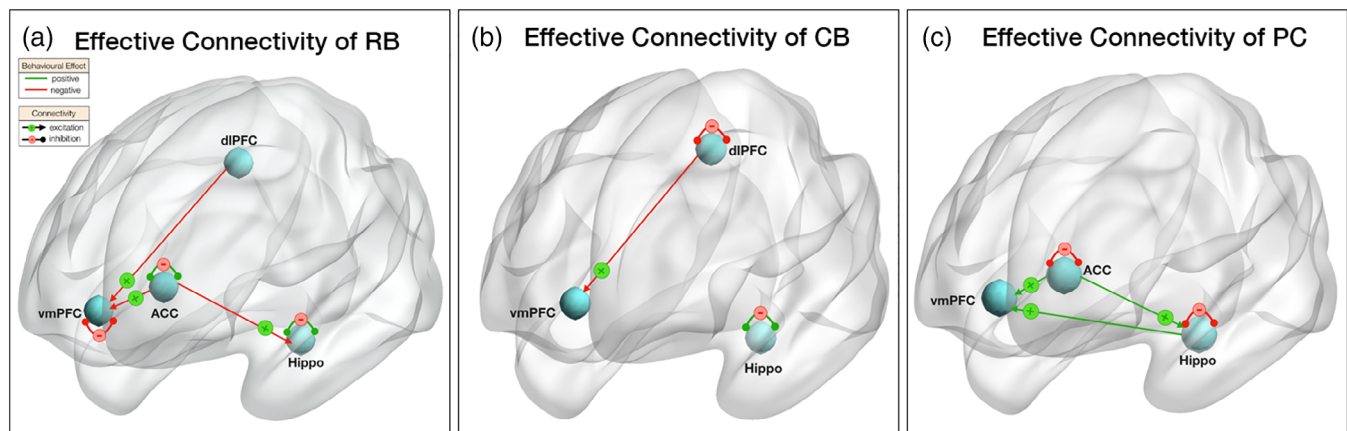 (a) Effective Connectivity of RB
Behavioural Effect
positive
negative
Connectivity
+ excitation
- inhibition
dlPFC
vmPFC
ACC
Hippo
(b) Effective Connectivity of CB
dlPFC
vmPFC
Hippo
(c) Effective Connectivity of PC
ACC
vmPFC
Hippo